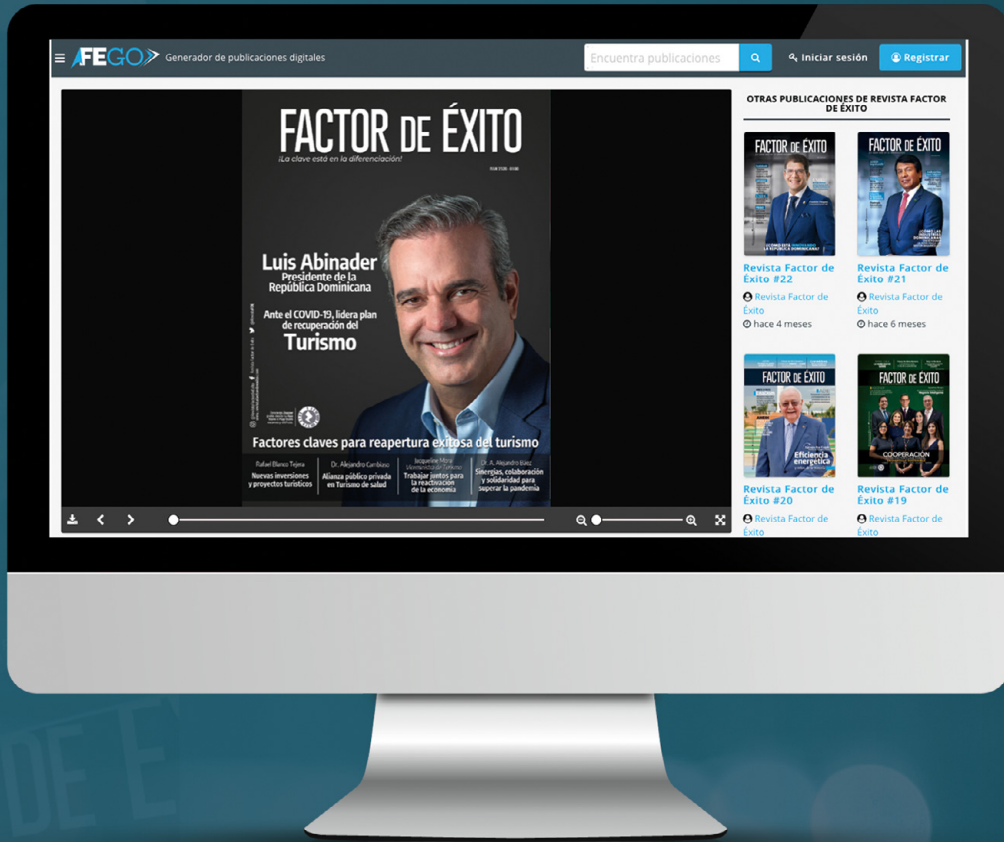 FEGO Generador de publicaciones digitales
Encuentra publicaciones
Iniciar sesión
Registrar
FACTOR DE ÉXITO
¡La clave está en la diferenciación!
Luis Abinader
Presidente de la
República Dominicana
Ante el COVID-19, lidera plan
de recuperación del
Turismo
Factores claves para reapertura exitosa del turismo
Rafael Blanco Tejera
Nuevas inversiones
y proyectos turísticos
Dr. Alejandro Cambiaso
Alianza público privada
en Turismo de salud
Jacqueline Mora
Viceministra de Turismo
Trabajar juntos para
la reactivación
de la economía
Dr. A. Alejandro Báez
Sinergias, colaboración
y solidaridad para
superar la pandemia
OTRAS PUBLICACIONES DE REVISTA FACTOR
DE ÉXITO
FACTOR DE ÉXITO
Revista Factor de
Éxito #22
Revista Factor de
Éxito
hace 4 meses
FACTOR DE ÉXITO
Revista Factor de
Éxito #21
Revista Factor de
Éxito
hace 6 meses
FACTOR DE ÉXITO
Eficiencia
energética
Revista Factor de
Éxito #20
Revista Factor de
Éxito
FACTOR DE ÉXITO
COOPERACIÓN
Revista Factor de
Éxito #19
Revista Factor de
Éxito
DE E